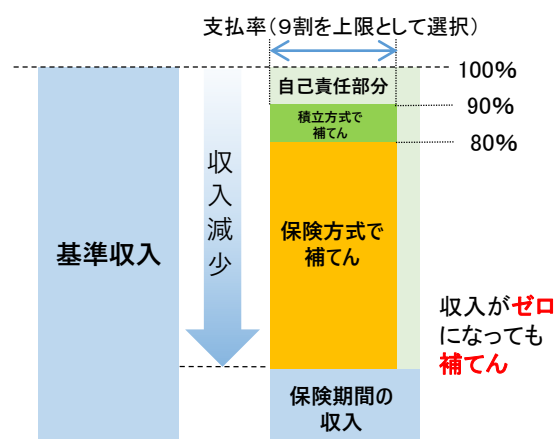 支払率（９割を上限として選択）
100%
自己責任部分
90%
積立方式で
補てん
80%
収入減少
基準収入
保険方式で
補てん
収入がゼロ
になっても
補てん
保険期間の
収入